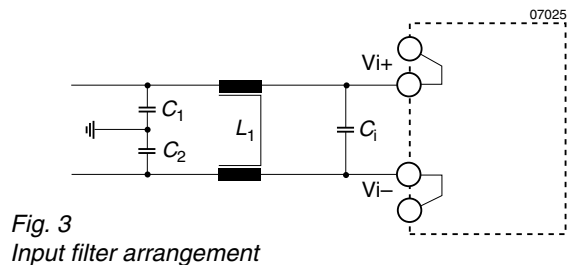 07025
Vi+
C1
L1
Ci
C2
Vi–
Fig. 3
Input filter arrangement